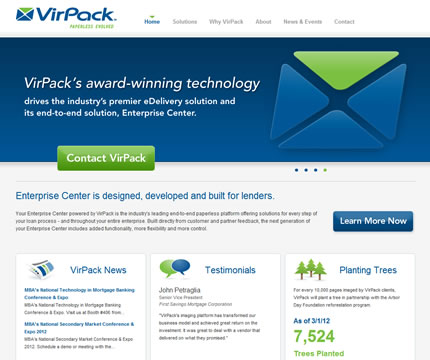 VirPack
PAPERLESS EVOLVED
Home
Solutions
Why VirPack
About
News & Events
Contact
VirPack's award-winning technology
drives the industry's premier eDelivery solution and
its end-to-end solution, Enterprise Center.
Contact VirPack
Enterprise Center is designed, developed and built for lenders.
Your Enterprise Center powered by VirPack is the industry's leading end-to-end paperless platform offering solutions for every step of
your loan process - and throughout your entire enterprise. Built directly from customer and partner feedback, the next generation of
your Enterprise Center includes added functionality, more flexibility and more control.
Learn More Now
VirPack News
MBA's National Technology in Mortgage Banking
Conference & Expo
MBA's National Technology in Mortgage Banking
Conference & Expo. Visit us at Booth #406 from...
MBA's National Secondary Market Conference &
Expo 2012
MBA's National Secondary Market Conference & Expo
2012. Schedule a demo or meeting with the...
Testimonials
John Petraglia
Senior Vice President
First Savings Mortgage Corporation
"VirPack's imaging platform has transformed our
business model and achieved great return on the
investment. It was great to deal with a vendor that
delivered on what they promised."
Planting Trees
For every 10,000 pages imaged by VirPack clients,
VirPack will plant a tree in partnership with the Arbor
Day Foundation reforestation program.
As of 3/1/12
7,524
Trees Planted